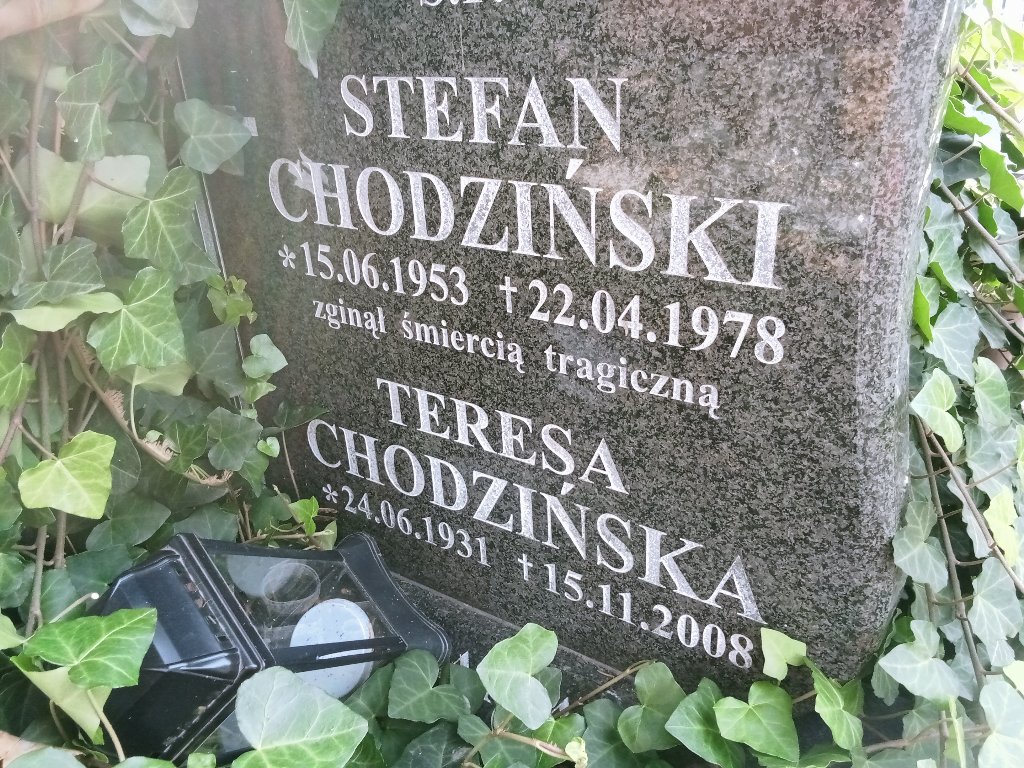 STEFAN
CHODZIŃSKI
*15.06.1953 †22.04.1978
zginął śmiercią tragiczną
TERESA
CHODZIŃSKA
*24.06.1931 †15.11.2008